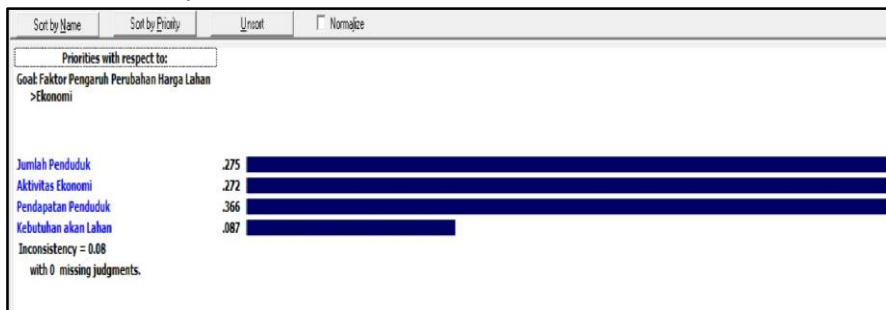 Sort by Name Sort by Priority Unsort Normalize
Priorities with respect to:
Goal: Faktor Pengaruh Perubahan Harga Lahan
>Ekonomi
Jumlah Penduduk .275
Aktivitas Ekonomi .272
Pendapatan Penduduk .366
Kebutuhan akan Lahan .087
Inconsistency = 0.08
with 0 missing judgments.